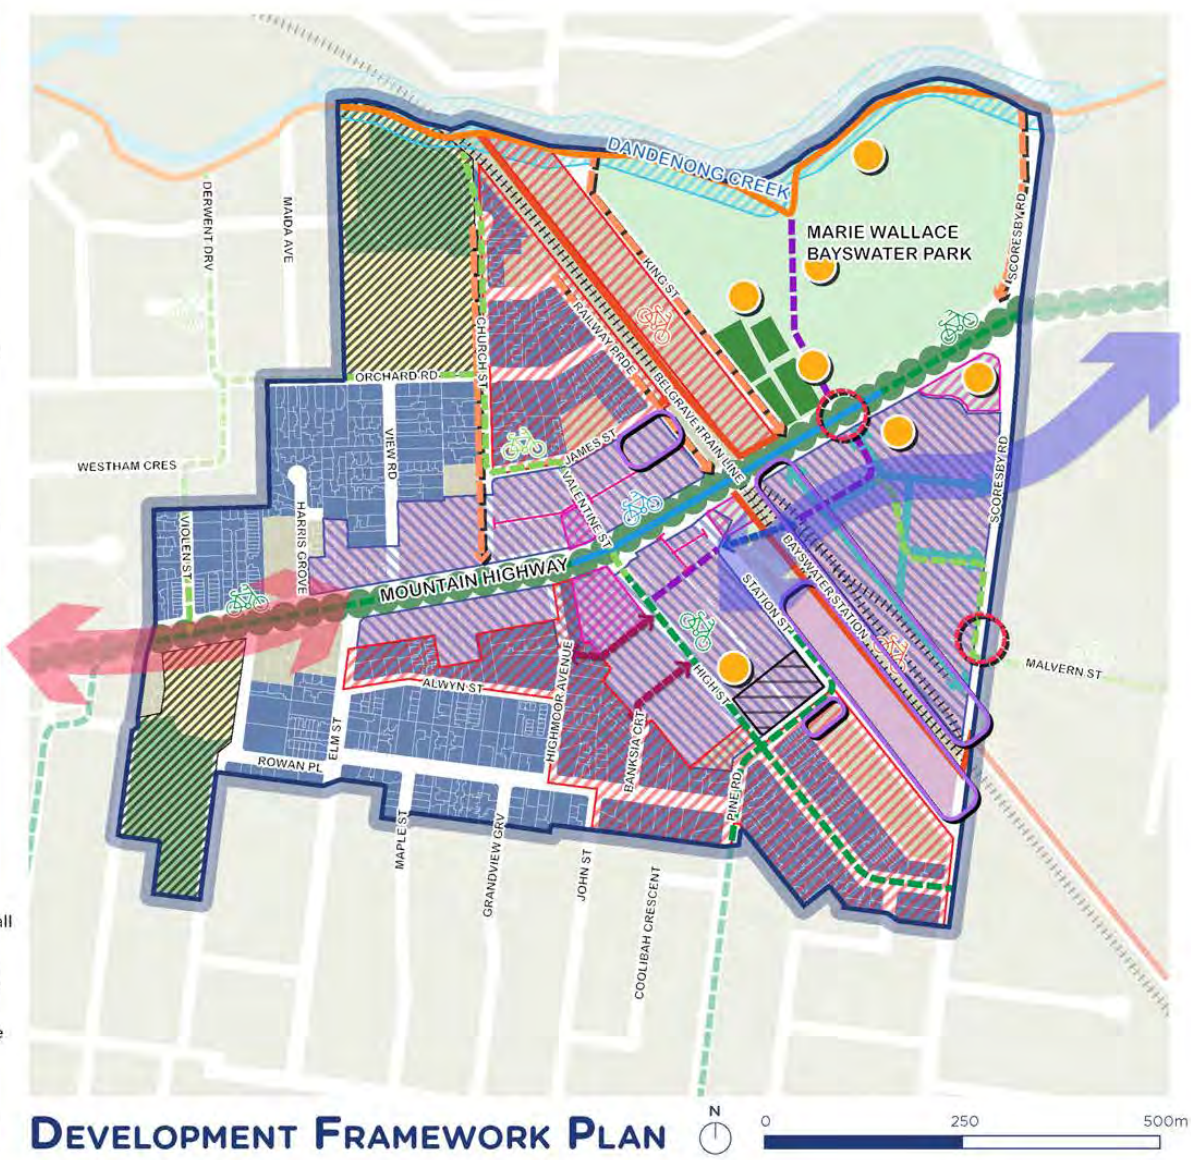 DANDENONG CREEK
MARIE WALLACE
BAYSWATER PARK
DERWENT DRV
MAIDA AVE
SCORESBY RD
KING ST
RAILWAY PRDE
CHURCH ST
BELGRAVE TRAIN LINE
ORCHARD RD
WESTHAM CRES
VIEW RD
JAMES ST
VALENTINE ST
SCORESBY RD
HARRIS GROVE
VIOLEN ST
MOUNTAIN HIGHWAY
BAYSWATER STATION
STATION ST
MALVERN ST
HIGH ST
ALWYN ST
HIGHMOOR AVENUE
BANKSIA CRT
ELM ST
ROWAN PL
PINE RD
MAPLE ST
GRANDVIEW GRV
JOHN ST
COOLIBAH CRESCENT
all
e
DEVELOPMENT FRAMEWORK PLAN
N
0 250 500m